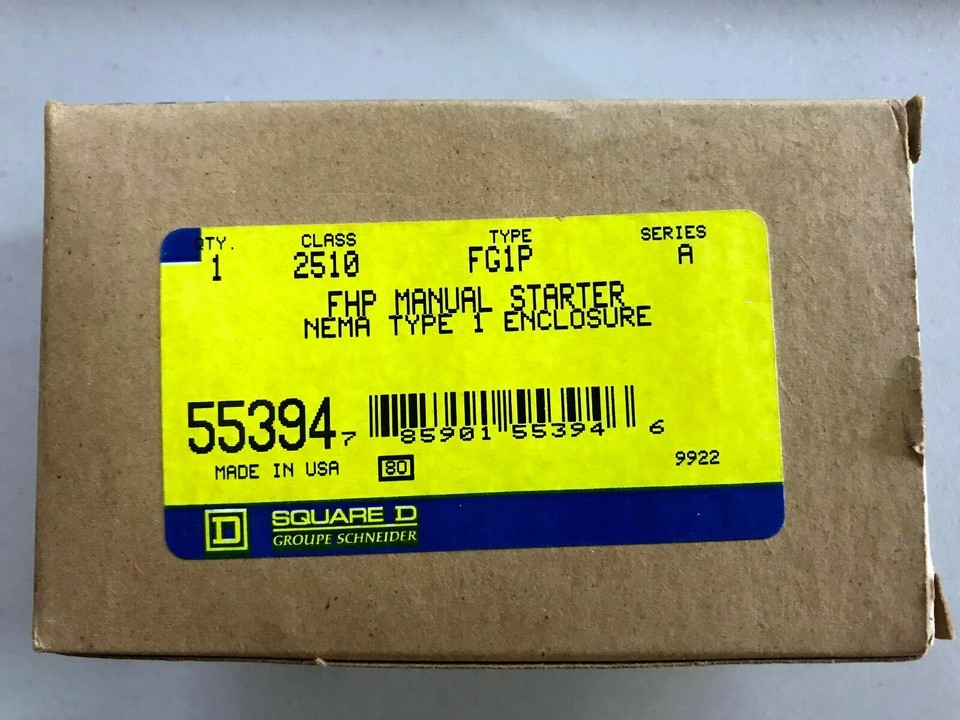 QTY. CLASS TYPE SERIES
1 2510 FG1P A
FHP MANUAL STARTER
NEMA TYPE 1 ENCLOSURE
55394 7 85901 55394 6
MADE IN USA 80 9922
D SQUARE D
GROUPE SCHNEIDER